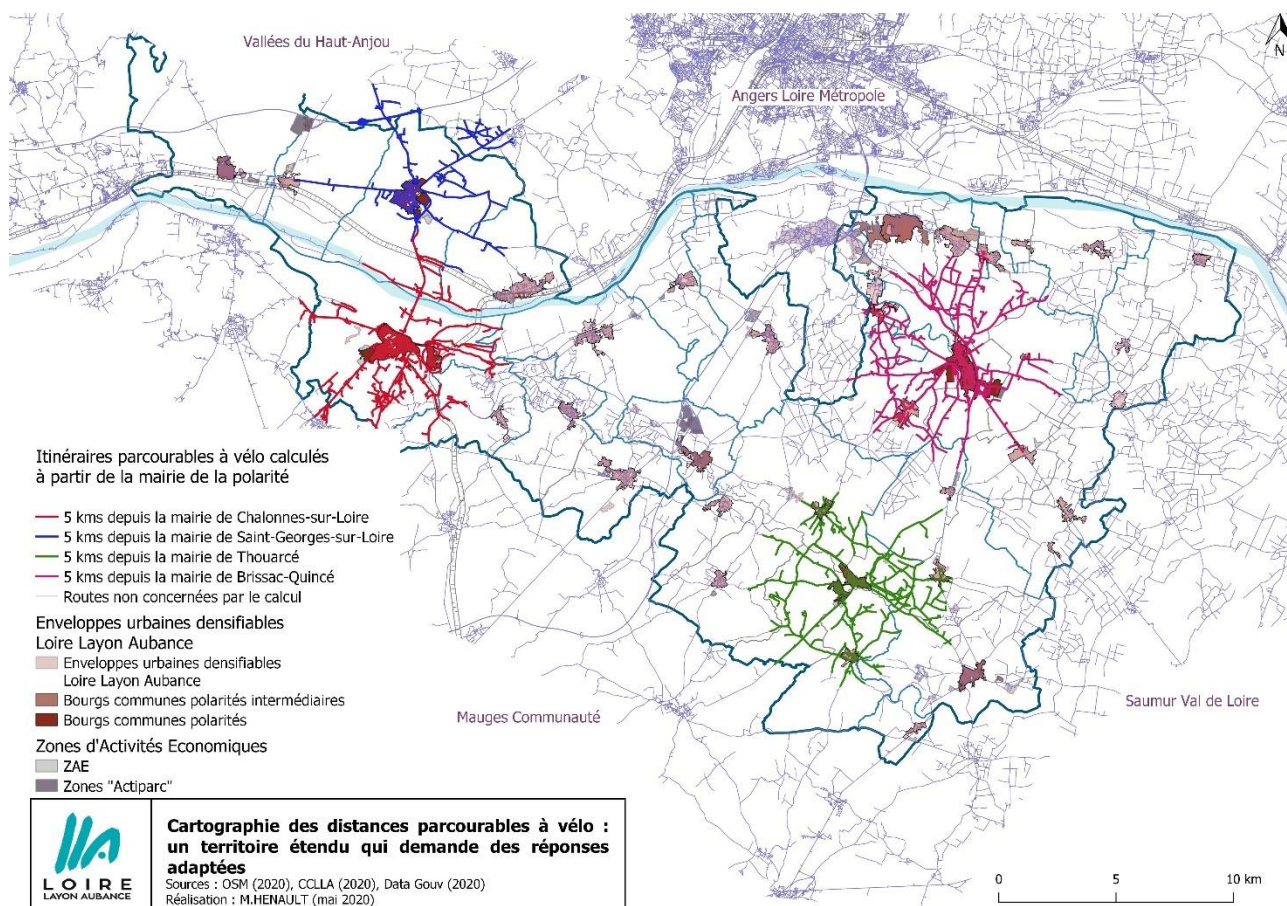 Vallées du Haut-Anjou
N
Angers Loire Métropole
Itinéraires parcourables à vélo calculés
à partir de la mairie de la polarité
5 kms depuis la mairie de Chalonnes-sur-Loire
5 kms depuis la mairie de Saint-Georges-sur-Loire
5 kms depuis la mairie de Thouarcé
5 kms depuis la mairie de Brissac-Quincé
Routes non concernées par le calcul
Enveloppes urbaines densifiables
Loire Layon Aubance
Enveloppes urbaines densifiables
Loire Layon Aubance
Bourgs communes polarités intermédiaires
Bourgs communes polarités
Zones d'Activités Economiques
ZAE
Zones "Actiparc"
Mauges Communauté
Saumur Val de Loire
LOIRE
LAYON AUBANCE
Cartographie des distances parcourables à vélo :
un territoire étendu qui demande des réponses
adaptées
Sources : OSM (2020), CCLLA (2020), Data Gouv (2020)
Réalisation : M.HENAULT (mai 2020)
0 5 10 km